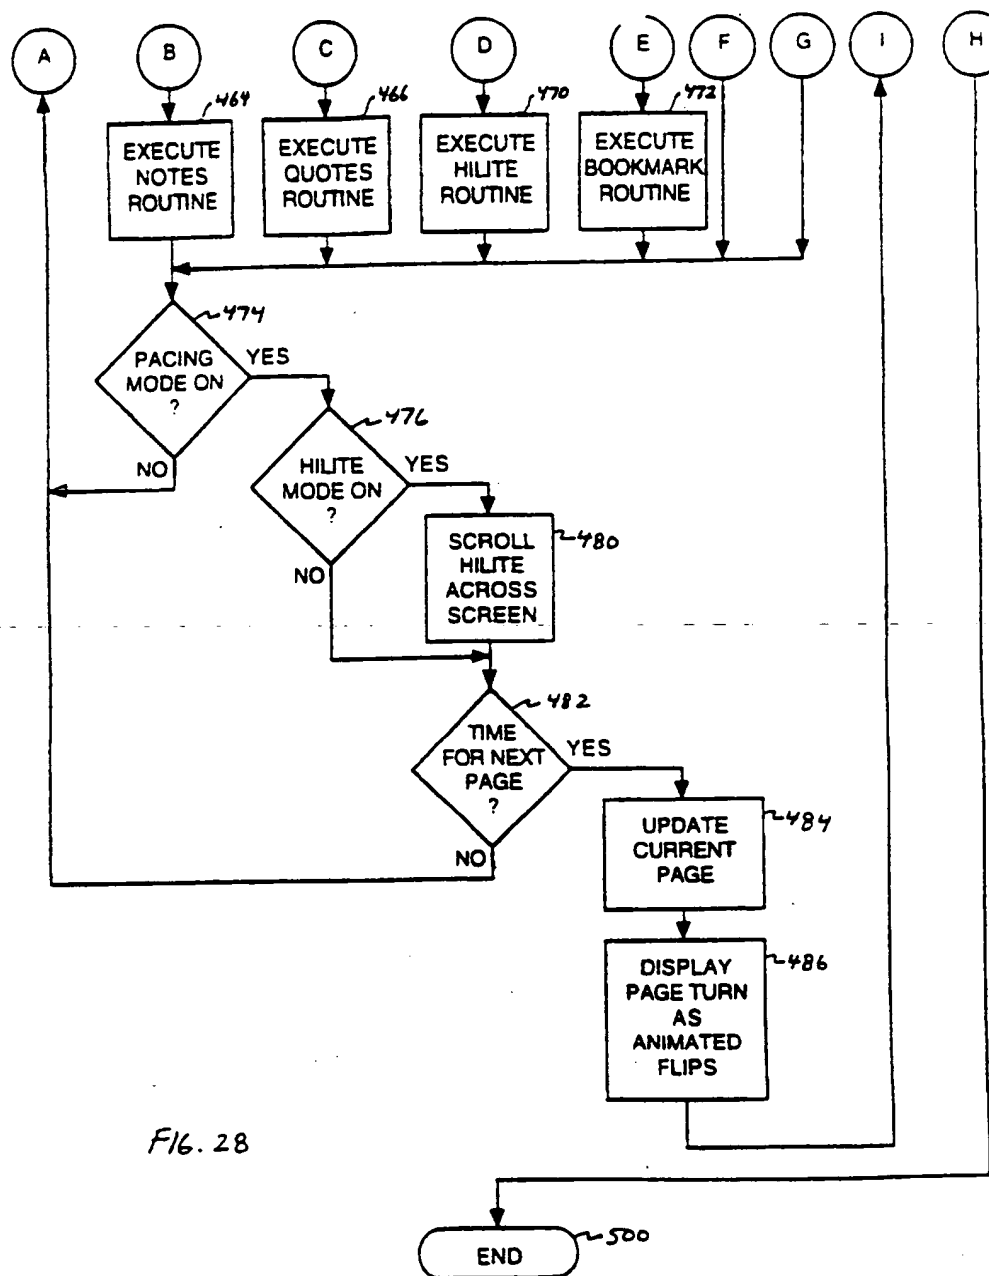 A B C D E F G I H
464 466 470 472
EXECUTE
NOTES
ROUTINE
EXECUTE
QUOTES
ROUTINE
EXECUTE
HILITE
ROUTINE
EXECUTE
BOOKMARK
ROUTINE
474
PACING
MODE ON
?
YES
NO
476
HILITE
MODE ON
?
YES
NO
480
SCROLL
HILITE
ACROSS
SCREEN
482
TIME
FOR NEXT
PAGE
?
YES
NO
484
UPDATE
CURRENT
PAGE
486
DISPLAY
PAGE TURN
AS
ANIMATED
FLIPS
FIG. 28
500
END